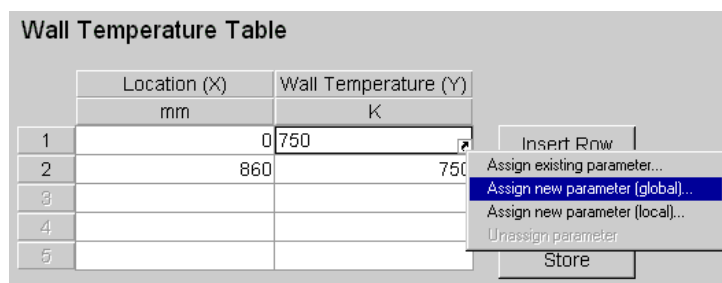 Wall Temperature Table
Location (X) Wall Temperature (Y)
mm K
1 0 750 Insert Row
2 860 750 Assign existing parameter...
3 Assign new parameter (global)...
4 Assign new parameter (local)...
Unassign parameter
5 Store